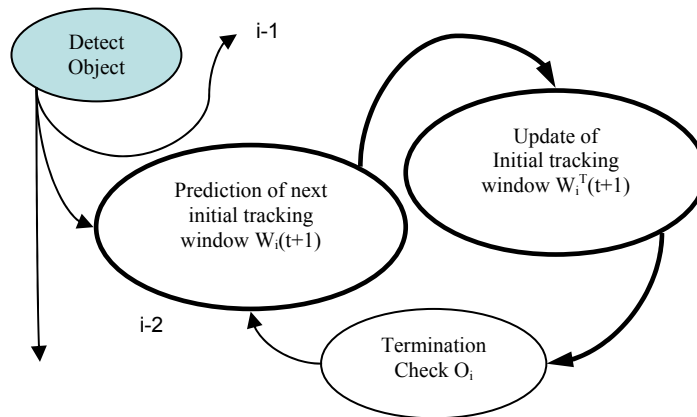 Detect
Object
i-1
Update of
Initial tracking
window Wᵢᵀ(t+1)
Prediction of next
initial tracking
window Wᵢ(t+1)
i-2
Termination
Check Oᵢ